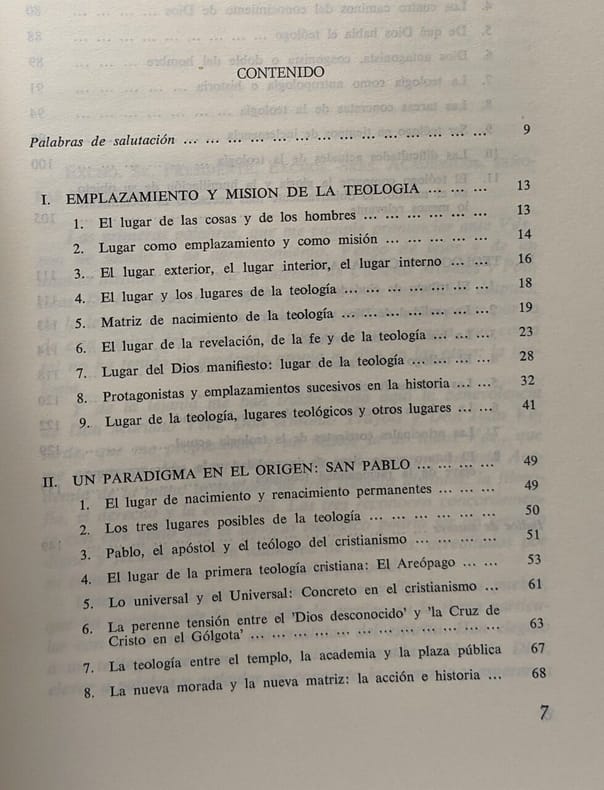 CONTENIDO
Palabras de salutación ... ... ... ... ... ... ... ... ... ... ... ... ... ... 9
I. EMPLAZAMIENTO Y MISION DE LA TEOLOGIA ... ... ... 13
1. El lugar de las cosas y de los hombres ... ... ... ... ... ... 13
2. Lugar como emplazamiento y como misión ... ... ... ... ... 14
3. El lugar exterior, el lugar interior, el lugar interno ... ... 16
4. El lugar y los lugares de la teología ... ... ... ... ... ... ... 18
5. Matriz de nacimiento de la teología ... ... ... ... ... ... ... 19
6. El lugar de la revelación, de la fe y de la teología ... ... ... 23
7. Lugar del Dios manifiesto: lugar de la teología ... ... ... ... 28
8. Protagonistas y emplazamientos sucesivos en la historia ... ... 32
9. Lugar de la teología, lugares teológicos y otros lugares ... ... 41
II. UN PARADIGMA EN EL ORIGEN: SAN PABLO ... ... ... ... 49
1. El lugar de nacimiento y renacimiento permanentes ... ... ... 49
2. Los tres lugares posibles de la teología ... ... ... ... ... ... 50
3. Pablo, el apóstol y el teólogo del cristianismo ... ... ... ... 51
4. El lugar de la primera teología cristiana: El Areópago ... ... 53
5. Lo universal y el Universal: Concreto en el cristianismo ... 61
6. La perenne tensión entre el 'Dios desconocido' y 'la Cruz de
Cristo en el Gólgota' ... ... ... ... ... ... ... ... ... ... ... ... 63
7. La teología entre el templo, la academia y la plaza pública 67
8. La nueva morada y la nueva matriz: la acción e historia ... 68
7